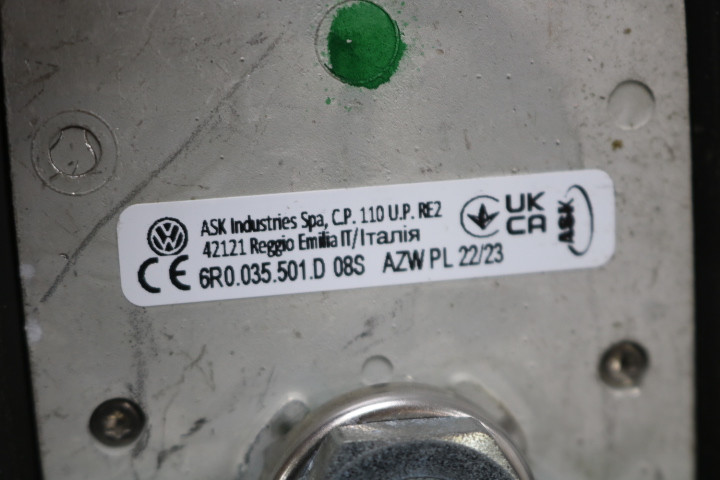 ASK Industries Spa, C.P. 110 U.P. RE2
42121 Reggio Emilia IT/Італія
CE 6R0.035.501.D 08S AZW PL 22/23
UK
CA
ASK